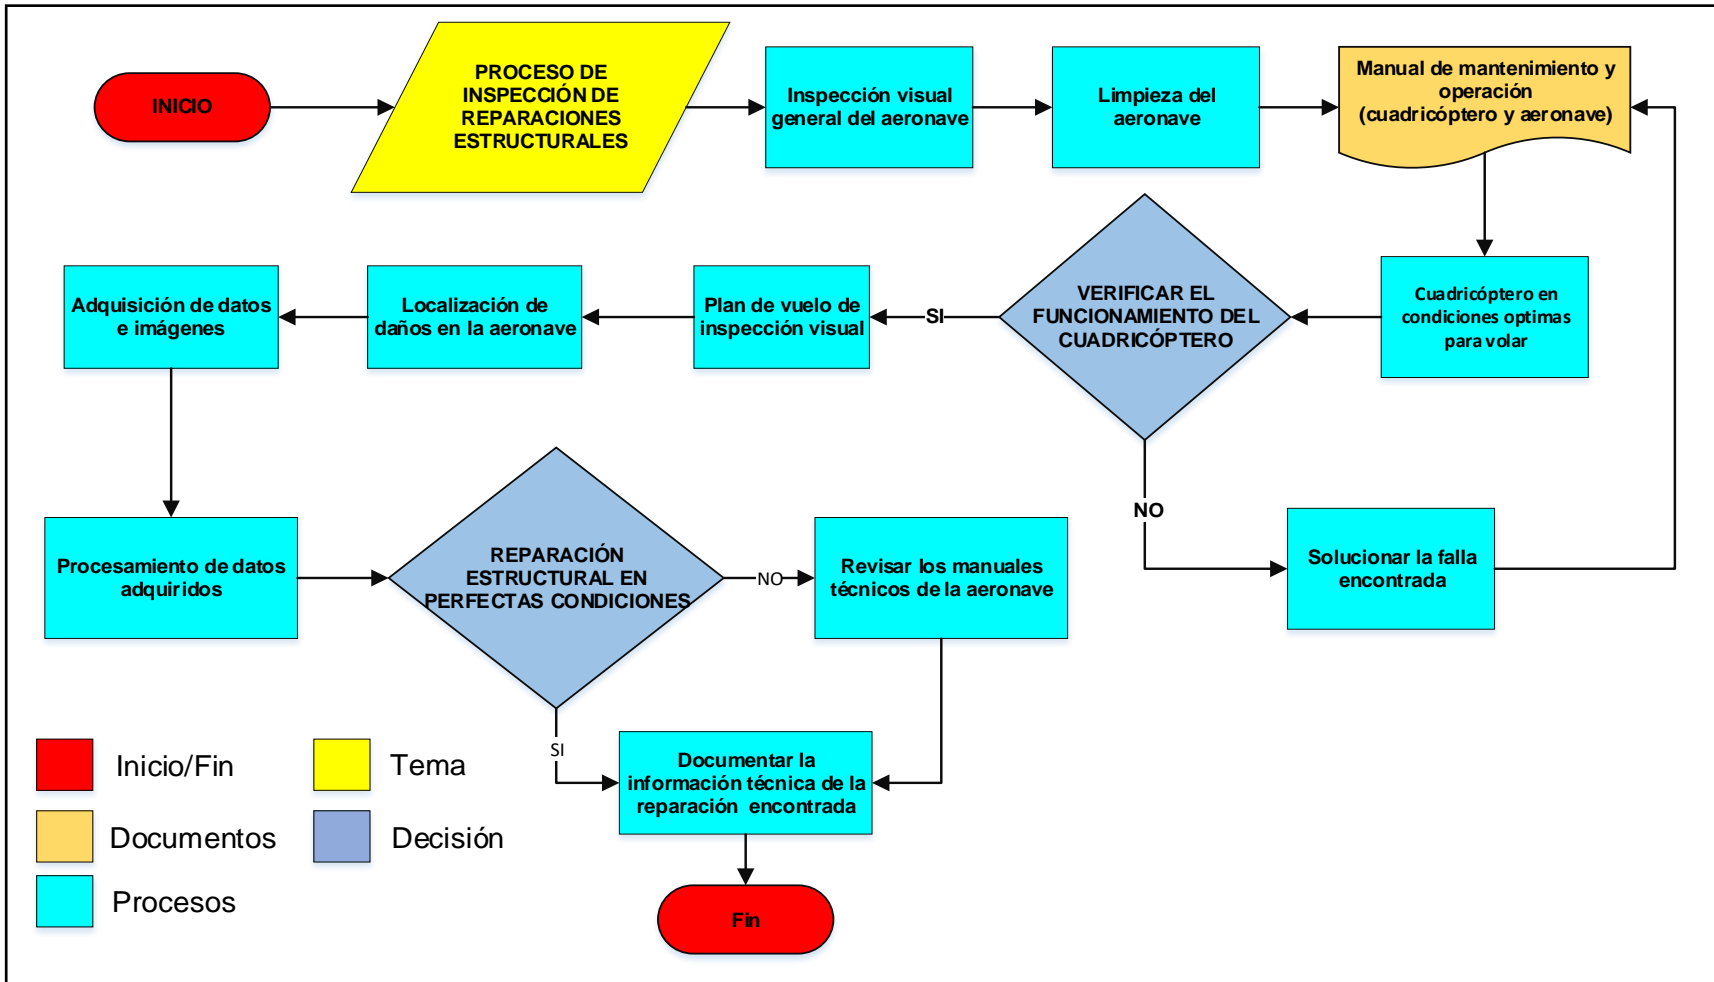 INICIO
PROCESO DE
INSPECCIÓN DE
REPARACIONES
ESTRUCTURALES
Inspección visual
general del aeronave
Limpieza del
aeronave
Manual de mantenimiento y
operación
(cuadricóptero y aeronave)
Adquisición de datos
e imágenes
Localización de
daños en la aeronave
Plan de vuelo de
inspección visual
SI
VERIFICAR EL
FUNCIONAMIENTO DEL
CUADRICÓPTERO
Cuadricóptero en
condiciones optimas
para volar
NO
Procesamiento de datos
adquiridos
REPARACIÓN
ESTRUCTURAL EN
PERFECTAS CONDICIONES
NO
Revisar los manuales
técnicos de la aeronave
Solucionar la falla
encontrada
SI
Documentar la
información técnica de la
reparación encontrada
Fin
Inicio/Fin
Tema
Documentos
Decisión
Procesos